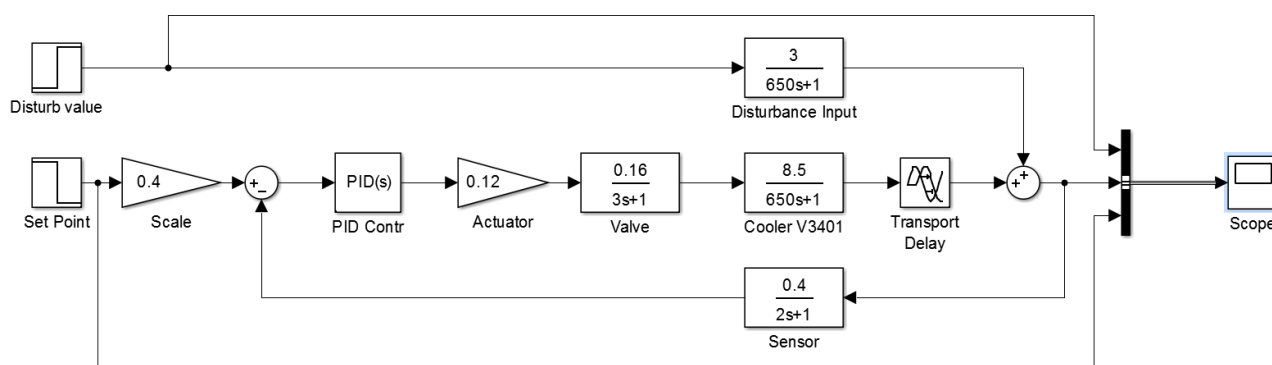 3
650s+1
Disturb value
Disturbance Input
0.4
+
−
PID(s)
0.12
0.16
3s+1
8.5
650s+1
+
+
Set Point
Scale
PID Contr
Actuator
Valve
Cooler V3401
Transport
Delay
Scope
0.4
2s+1
Sensor